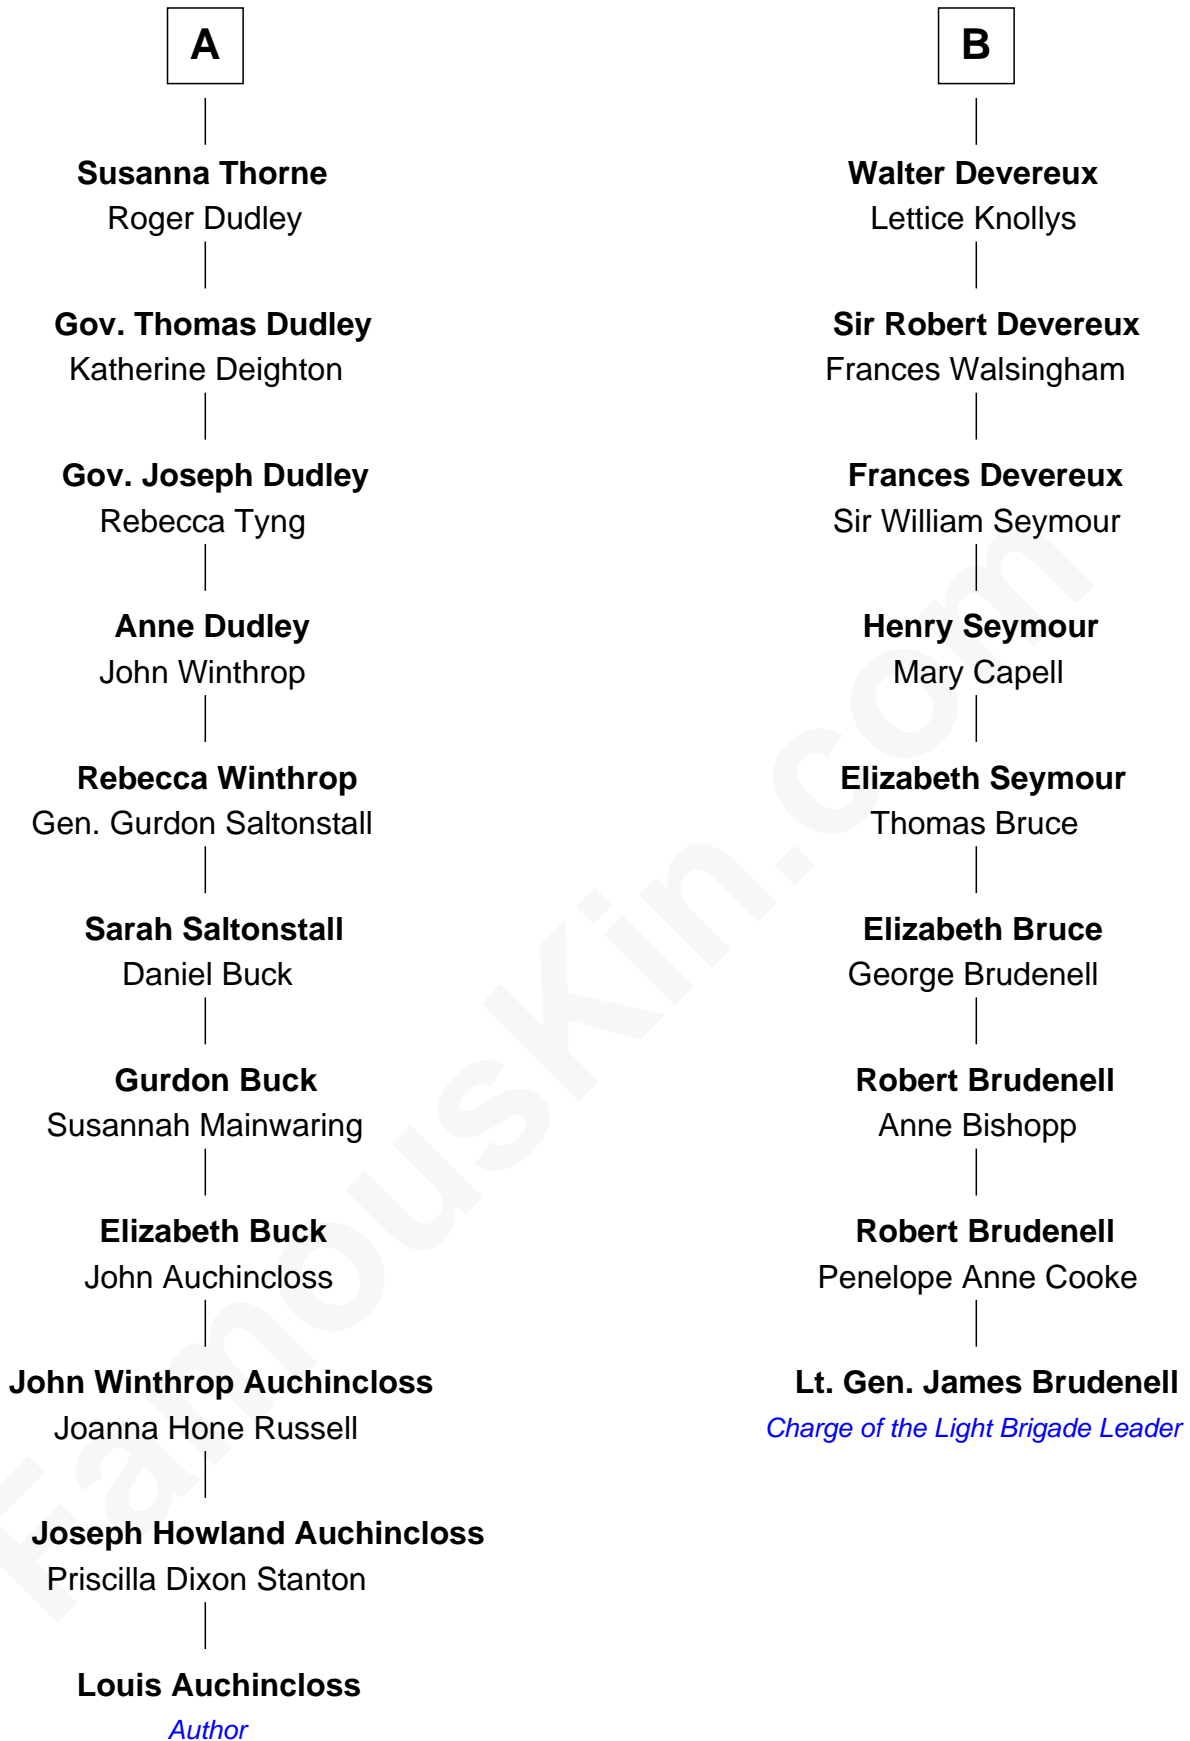 A
Susanna Thorne
Roger Dudley
Gov. Thomas Dudley
Katherine Deighton
Gov. Joseph Dudley
Rebecca Tyng
Anne Dudley
John Winthrop
Rebecca Winthrop
Gen. Gurdon Saltonstall
Sarah Saltonstall
Daniel Buck
Gurdon Buck
Susannah Mainwaring
Elizabeth Buck
John Auchincloss
John Winthrop Auchincloss
Joanna Hone Russell
Joseph Howland Auchincloss
Priscilla Dixon Stanton
Louis Auchincloss
Author
B
Walter Devereux
Lettice Knollys
Sir Robert Devereux
Frances Walsingham
Frances Devereux
Sir William Seymour
Henry Seymour
Mary Capell
Elizabeth Seymour
Thomas Bruce
Elizabeth Bruce
George Brudenell
Robert Brudenell
Anne Bishopp
Robert Brudenell
Penelope Anne Cooke
Lt. Gen. James Brudenell
Charge of the Light Brigade Leader
FamousKin.com